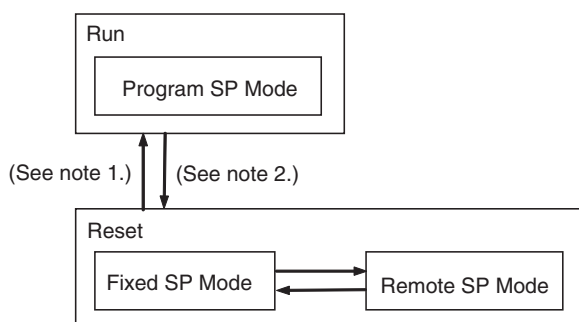 Run
Program SP Mode
(See note 1.)
(See note 2.)
Reset
Fixed SP Mode
Remote SP Mode